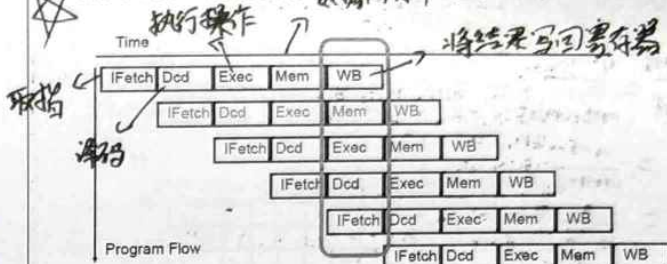 执行操作
Time
将结果写回寄存器
IFetch Dcd Exec Mem WB
取指
IFetch Dcd Exec Mem WB
译码
IFetch Dcd Exec Mem WB
IFetch Dcd Exec Mem WB
IFetch Dcd Exec Mem WB
Program Flow
IFetch Dcd Exec Mem WB